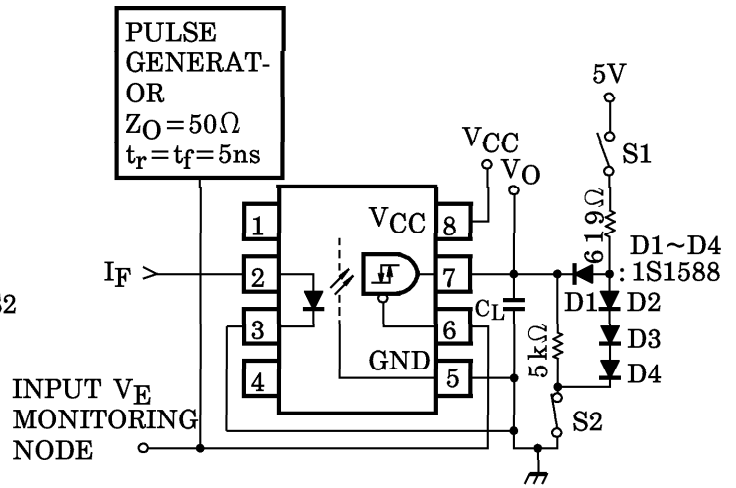 PULSE
GENERAT-
OR
ZO=50Ω
tr=tf=5ns
5V
S1
VCC
VO
619Ω
1
2
3
4
VCC
8
7
6
5
GND
IF
CL
D1
5kΩ
D1~D4
:1S1588
D2
D3
D4
S2
S2
INPUT VE
MONITORING
NODE